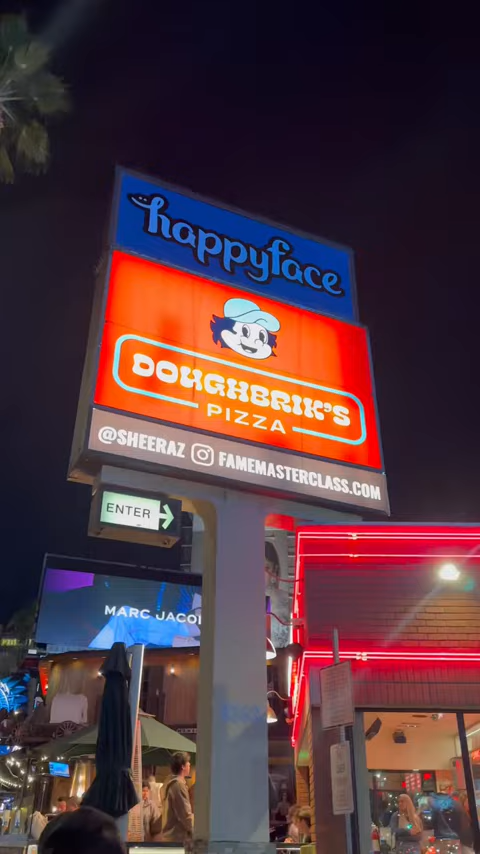 happyface
DOUGHBRIK'S
PIZZA
@SHEERAZ FAMEMASTERCLASS.COM
ENTER
MARC JACO